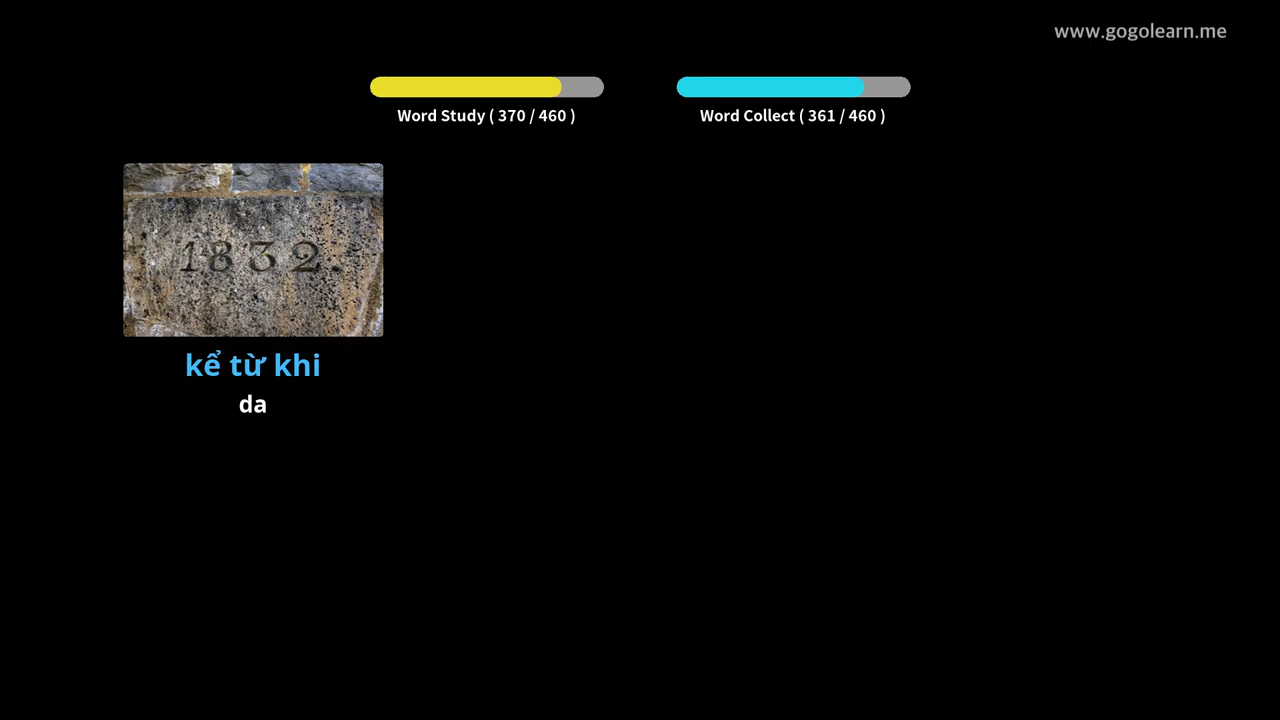 www.gogolearn.me
Word Study ( 370 / 460 )
Word Collect ( 361 / 460 )
1832.
kể từ khi
da